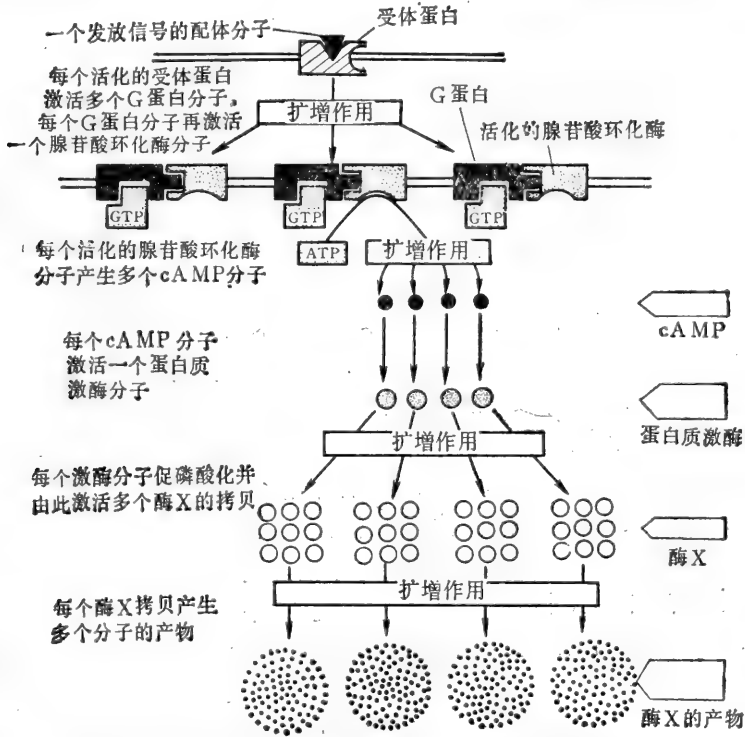 一个发放信号的配体分子
受体蛋白
每个活化的受体蛋白
激活多个G蛋白分子。
每个G蛋白分子再激活
一个腺苷酸环化酶分子
扩增作用
G蛋白
活化的腺苷酸环化酶
GTP
GTP
GTP
每个活化的腺苷酸环化酶
分子产生多个cAMP分子
ATP
扩增作用
cAMP
每个cAMP分子
激活一个蛋白质
激酶分子
蛋白质激酶
扩增作用
每个激酶分子促磷酸化并
由此激活多个酶X的拷贝
酶X
扩增作用
每个酶X拷贝产生
多个分子的产物
酶X的产物